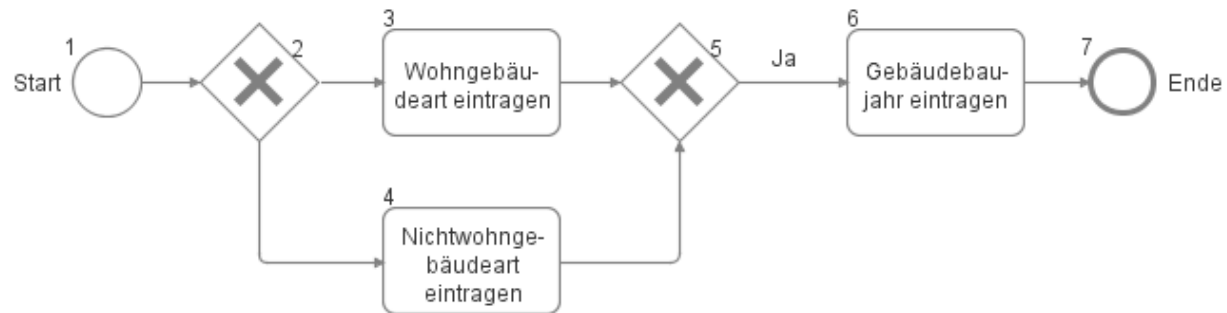 1
Start
2
3
Wohngebäu-
deart eintragen
4
Nichtwohnge-
bäudeart
eintragen
5
Ja
6
Gebäudebau-
jahr eintragen
7
Ende